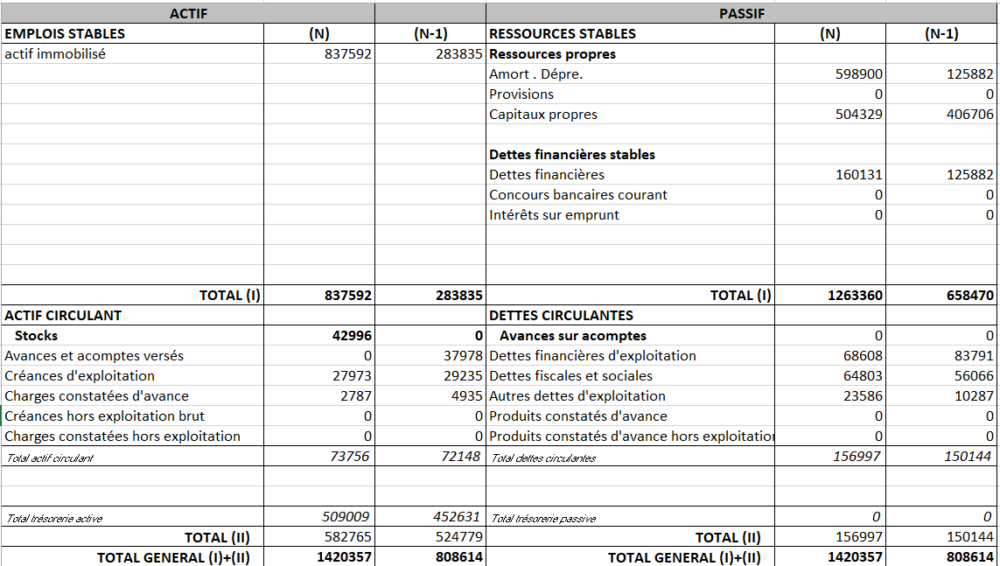 ACTIF PASSIF
EMPLOIS STABLES (N) (N-1) RESSOURCES STABLES (N) (N-1)
actif immobilisé 837592 283835 Ressources propres
Amort . Dépre. 598900 125882
Provisions 0 0
Capitaux propres 504329 406706
Dettes financières stables
Dettes financières 160131 125882
Concours bancaires courant 0 0
Intérêts sur emprunt 0 0
TOTAL (I) 837592 283835 TOTAL (I) 1263360 658470
ACTIF CIRCULANT DETTES CIRCULANTES
Stocks 42996 0 Avances sur acomptes 0 0
Avances et acomptes versés 0 37978 Dettes financières d'exploitation 68608 83791
Créances d'exploitation 27973 29235 Dettes fiscales et sociales 64803 56066
Charges constatées d'avance 2787 4935 Autres dettes d'exploitation 23586 10287
Créances hors exploitation brut 0 0 Produits constatés d'avance 0 0
Charges constatées hors exploitation 0 0 Produits constatés d'avance hors exploitation 0 0
Total actif circulant 73756 72148 Total dettes circulantes 156997 150144
Total trésorerie active 509009 452631 Total trésorerie passive 0 0
TOTAL (II) 582765 524779 TOTAL (II) 156997 150144
TOTAL GENERAL (I)+(II) 1420357 808614 TOTAL GENERAL (I)+(II) 1420357 808614